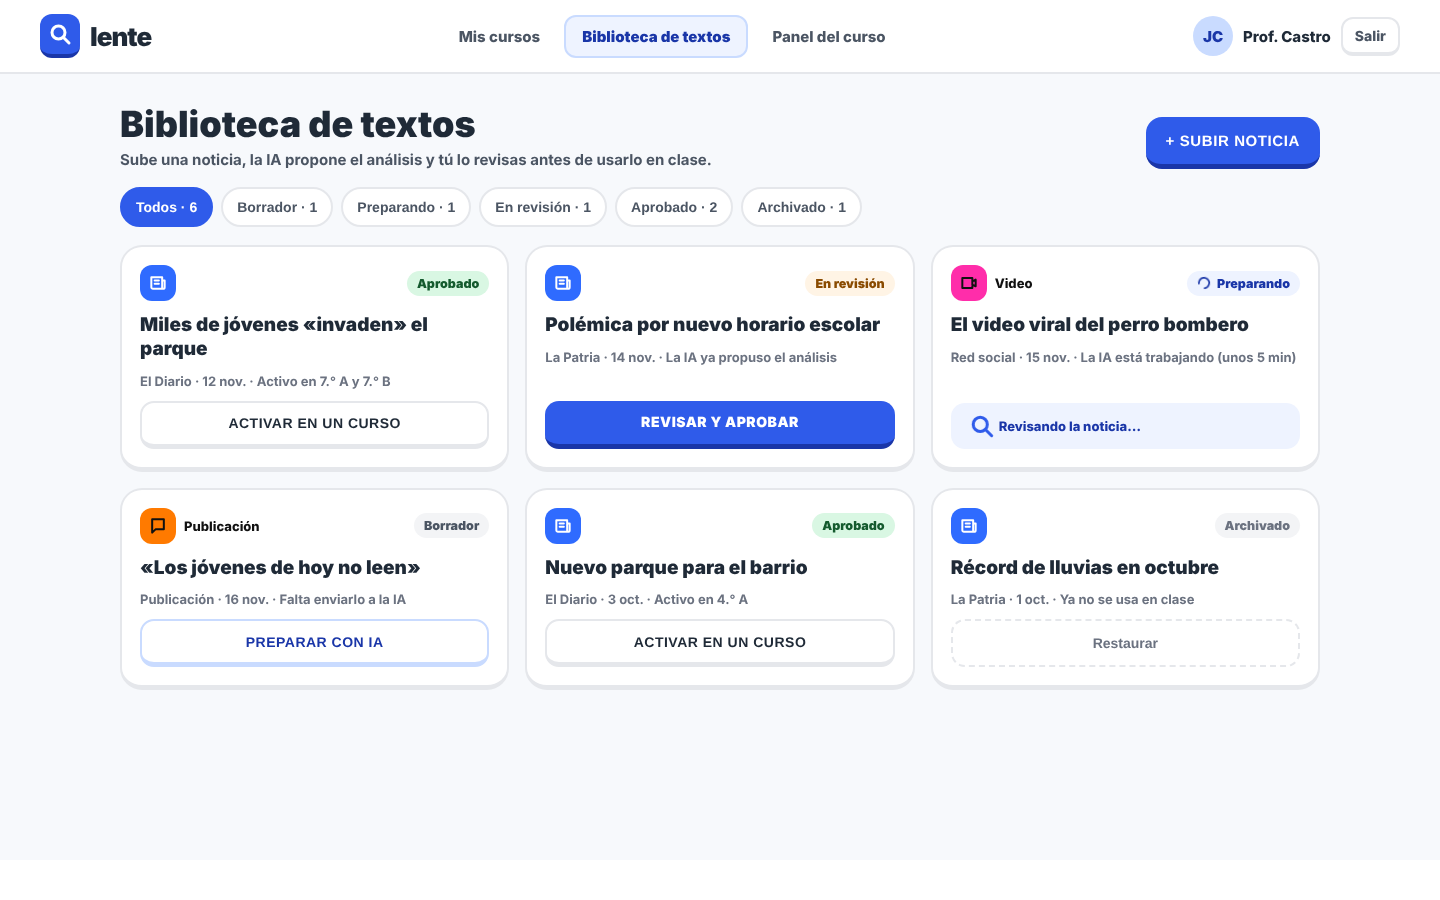 lente
Mis cursos
Biblioteca de textos
Panel del curso
JC
Prof. Castro
Salir
Biblioteca de textos
Sube una noticia, la IA propone el análisis y tú lo revisas antes de usarlo en clase.
+ SUBIR NOTICIA
Todos · 6
Borrador · 1
Preparando · 1
En revisión · 1
Aprobado · 2
Archivado · 1
Aprobado
Miles de jóvenes «invaden» el
parque
El Diario · 12 nov. · Activo en 7.° A y 7.° B
ACTIVAR EN UN CURSO
En revisión
Polémica por nuevo horario escolar
La Patria · 14 nov. · La IA ya propuso el análisis
REVISAR Y APROBAR
Video
Preparando
El video viral del perro bombero
Red social · 15 nov. · La IA está trabajando (unos 5 min)
Revisando la noticia...
Publicación
Borrador
«Los jóvenes de hoy no leen»
Publicación · 16 nov. · Falta enviarlo a la IA
PREPARAR CON IA
Aprobado
Nuevo parque para el barrio
El Diario · 3 oct. · Activo en 4.° A
ACTIVAR EN UN CURSO
Archivado
Récord de lluvias en octubre
La Patria · 1 oct. · Ya no se usa en clase
Restaurar